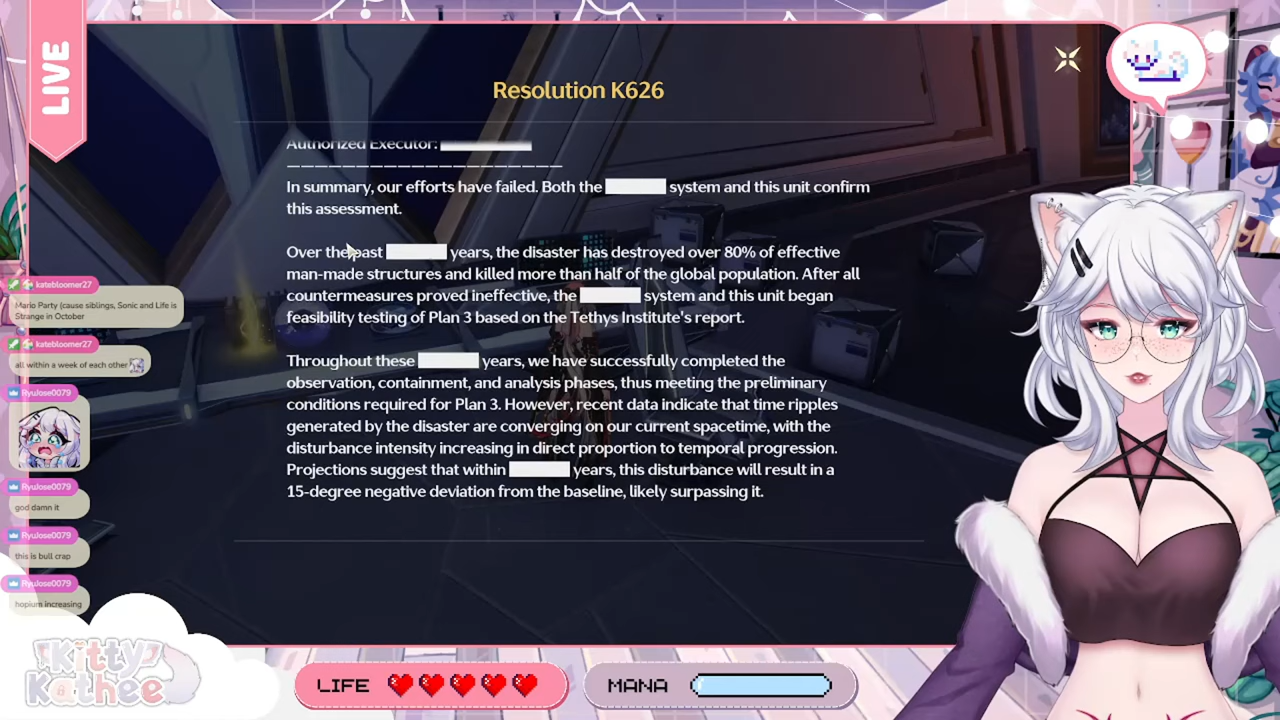 LIVE
Resolution K626
Authorized Executor:
In summary, our efforts have failed. Both the system and this unit confirm
this assessment.
Over the past years, the disaster has destroyed over 80% of effective
man-made structures and killed more than half of the global population. After all
countermeasures proved ineffective, the system and this unit began
feasibility testing of Plan 3 based on the Tethys Institute's report.
Throughout these years, we have successfully completed the
observation, containment, and analysis phases, thus meeting the preliminary
conditions required for Plan 3. However, recent data indicate that time ripples
generated by the disaster are converging on our current spacetime, with the
disturbance intensity increasing in direct proportion to temporal progression.
Projections suggest that within years, this disturbance will result in a
15-degree negative deviation from the baseline, likely surpassing it.
katebloomer27
Mario Party (cause siblings, Sonic and Life is
Strange in October
katebloomer27
all within a week of each other
RyuJose0079
RyuJose0079
god damn it
RyuJose0079
this is bull crap
RyuJose0079
hopium increasing
Kitty
Kathee
LIFE
MANA